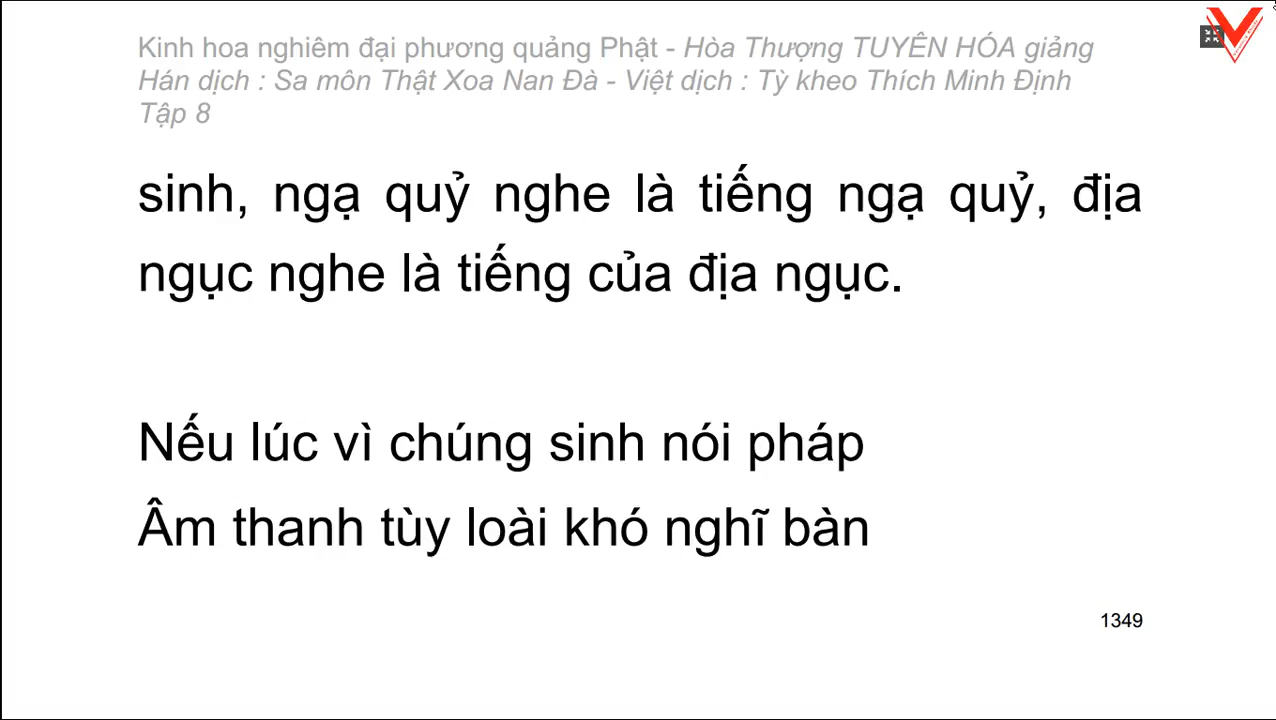 Kinh hoa nghiêm đại phương quảng Phật - Hòa Thượng TUYÊN HÓA giảng
Hán dịch : Sa môn Thật Xoa Nan Đà - Việt dịch : Tỳ kheo Thích Minh Định
Tập 8
sinh, ngạ quỷ nghe là tiếng ngạ quỷ, địa
ngục nghe là tiếng của địa ngục.
Nếu lúc vì chúng sinh nói pháp
Âm thanh tùy loài khó nghĩ bàn
1349